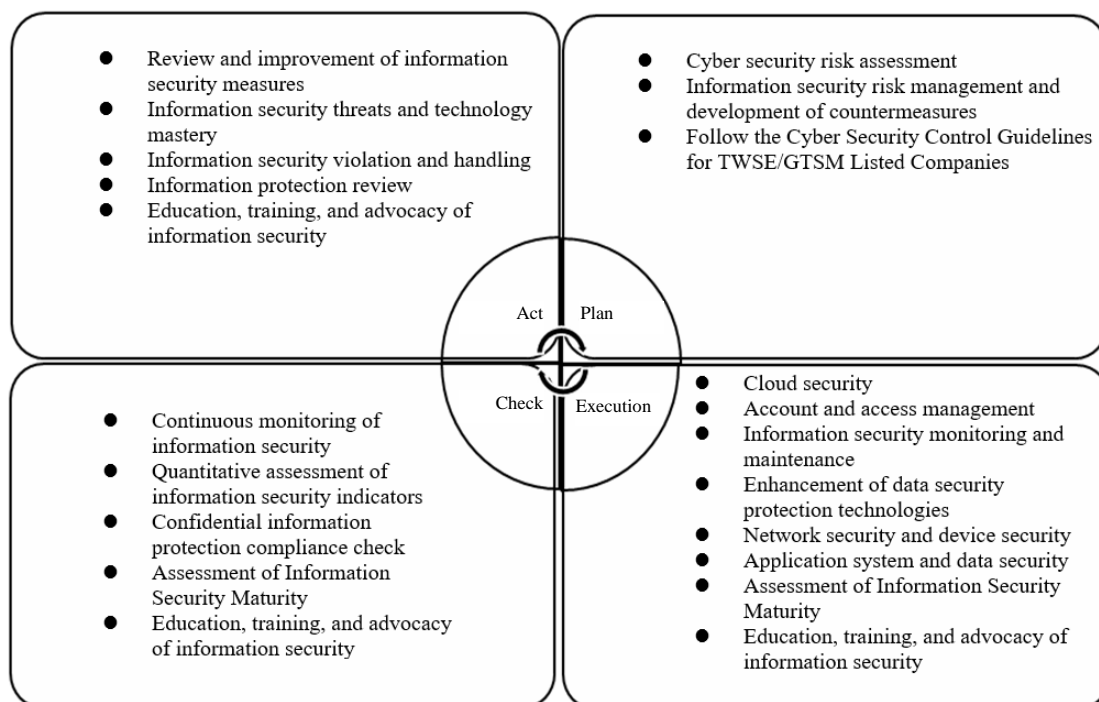 ● Review and improvement of information
security measures
● Information security threats and technology
mastery
● Information security violation and handling
● Information protection review
● Education, training, and advocacy of
information security
● Cyber security risk assessment
● Information security risk management and
development of countermeasures
● Follow the Cyber Security Control Guidelines
for TWSE/GTSM Listed Companies
Act
Plan
Check
Execution
● Continuous monitoring of
information security
● Quantitative assessment of
information security indicators
● Confidential information
protection compliance check
● Assessment of Information
Security Maturity
● Education, training, and advocacy
of information security
● Cloud security
● Account and access management
● Information security monitoring and
maintenance
● Enhancement of data security
protection technologies
● Network security and device security
● Application system and data security
● Assessment of Information Security
Maturity
● Education, training, and advocacy of
information security